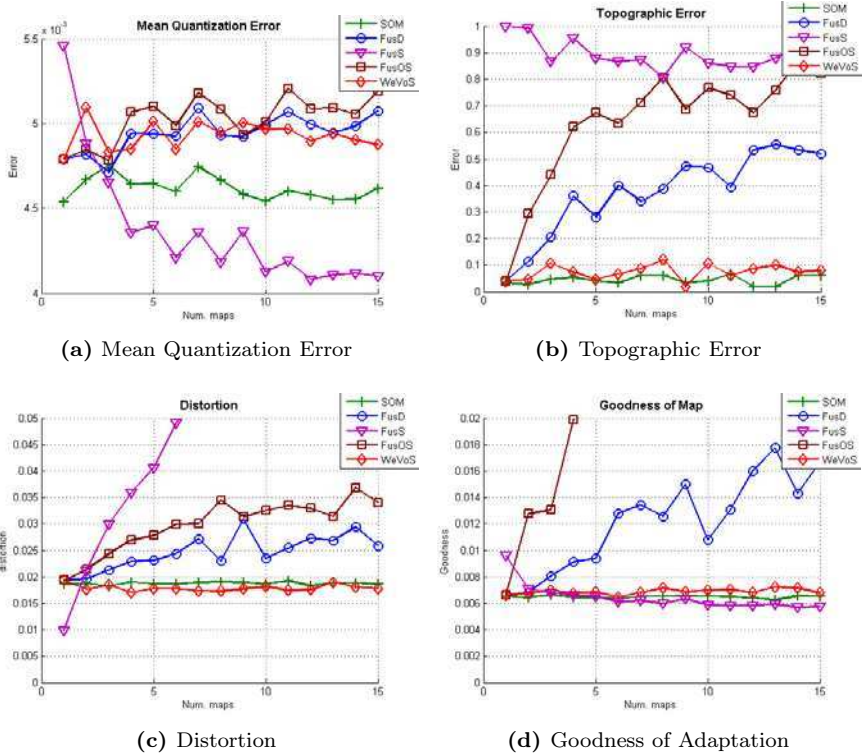 x 10⁻³
Mean Quantization Error
SOM
FusD
FusS
FusOS
WeVoS
5.5
5
4.5
4
Error
0
5
10
15
Num. maps
(a) Mean Quantization Error
Topographic Error
SOM
FusD
FusS
FusOS
WeVoS
1
0.9
0.8
0.7
0.6
0.5
0.4
0.3
0.2
0.1
0
Error
0
5
10
15
Num. maps
(b) Topographic Error
Distortion
SOM
FusD
FusS
FusOS
WeVoS
0.05
0.045
0.04
0.035
0.03
0.025
0.02
0.015
0.01
0.005
0
distortion
0
5
10
15
Num. maps
(c) Distortion
Goodness of Map
SOM
FusD
FusS
FusOS
WeVoS
0.02
0.018
0.016
0.014
0.012
0.01
0.008
0.006
0.004
0.002
0
Goodness
0
5
10
15
Num. maps
(d) Goodness of Adaptation